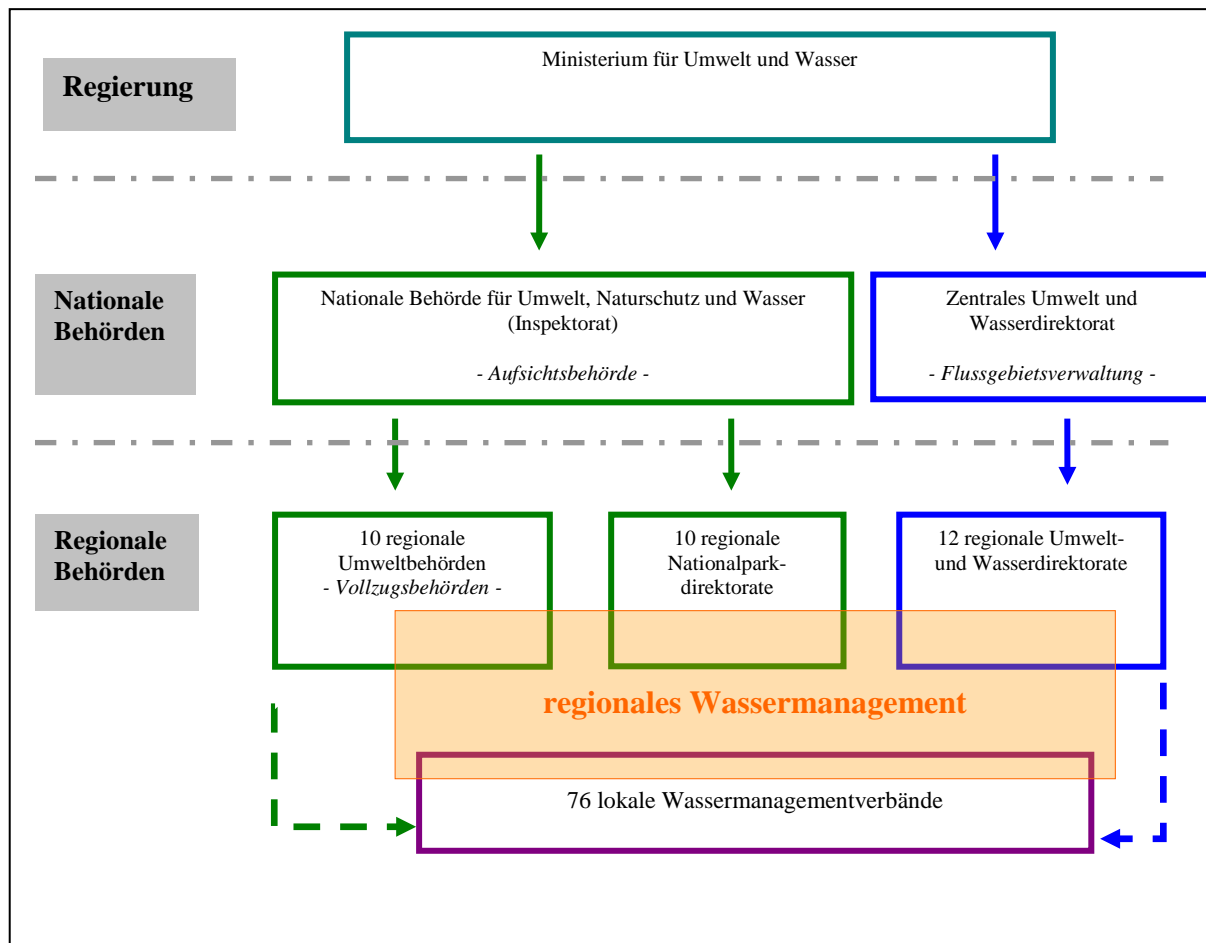 Regierung
Ministerium für Umwelt und Wasser
Nationale
Behörden
Nationale Behörde für Umwelt, Naturschutz und Wasser
(Inspektorat)
- Aufsichtsbehörde -
Zentrales Umwelt und
Wasserdirektorat
- Flussgebietsverwaltung -
Regionale
Behörden
10 regionale
Umweltbehörden
- Vollzugsbehörden -
10 regionale
Nationalpark-
direktorate
12 regionale Umwelt-
und Wasserdirektorate
regionales Wassermanagement
76 lokale Wassermanagementverbände